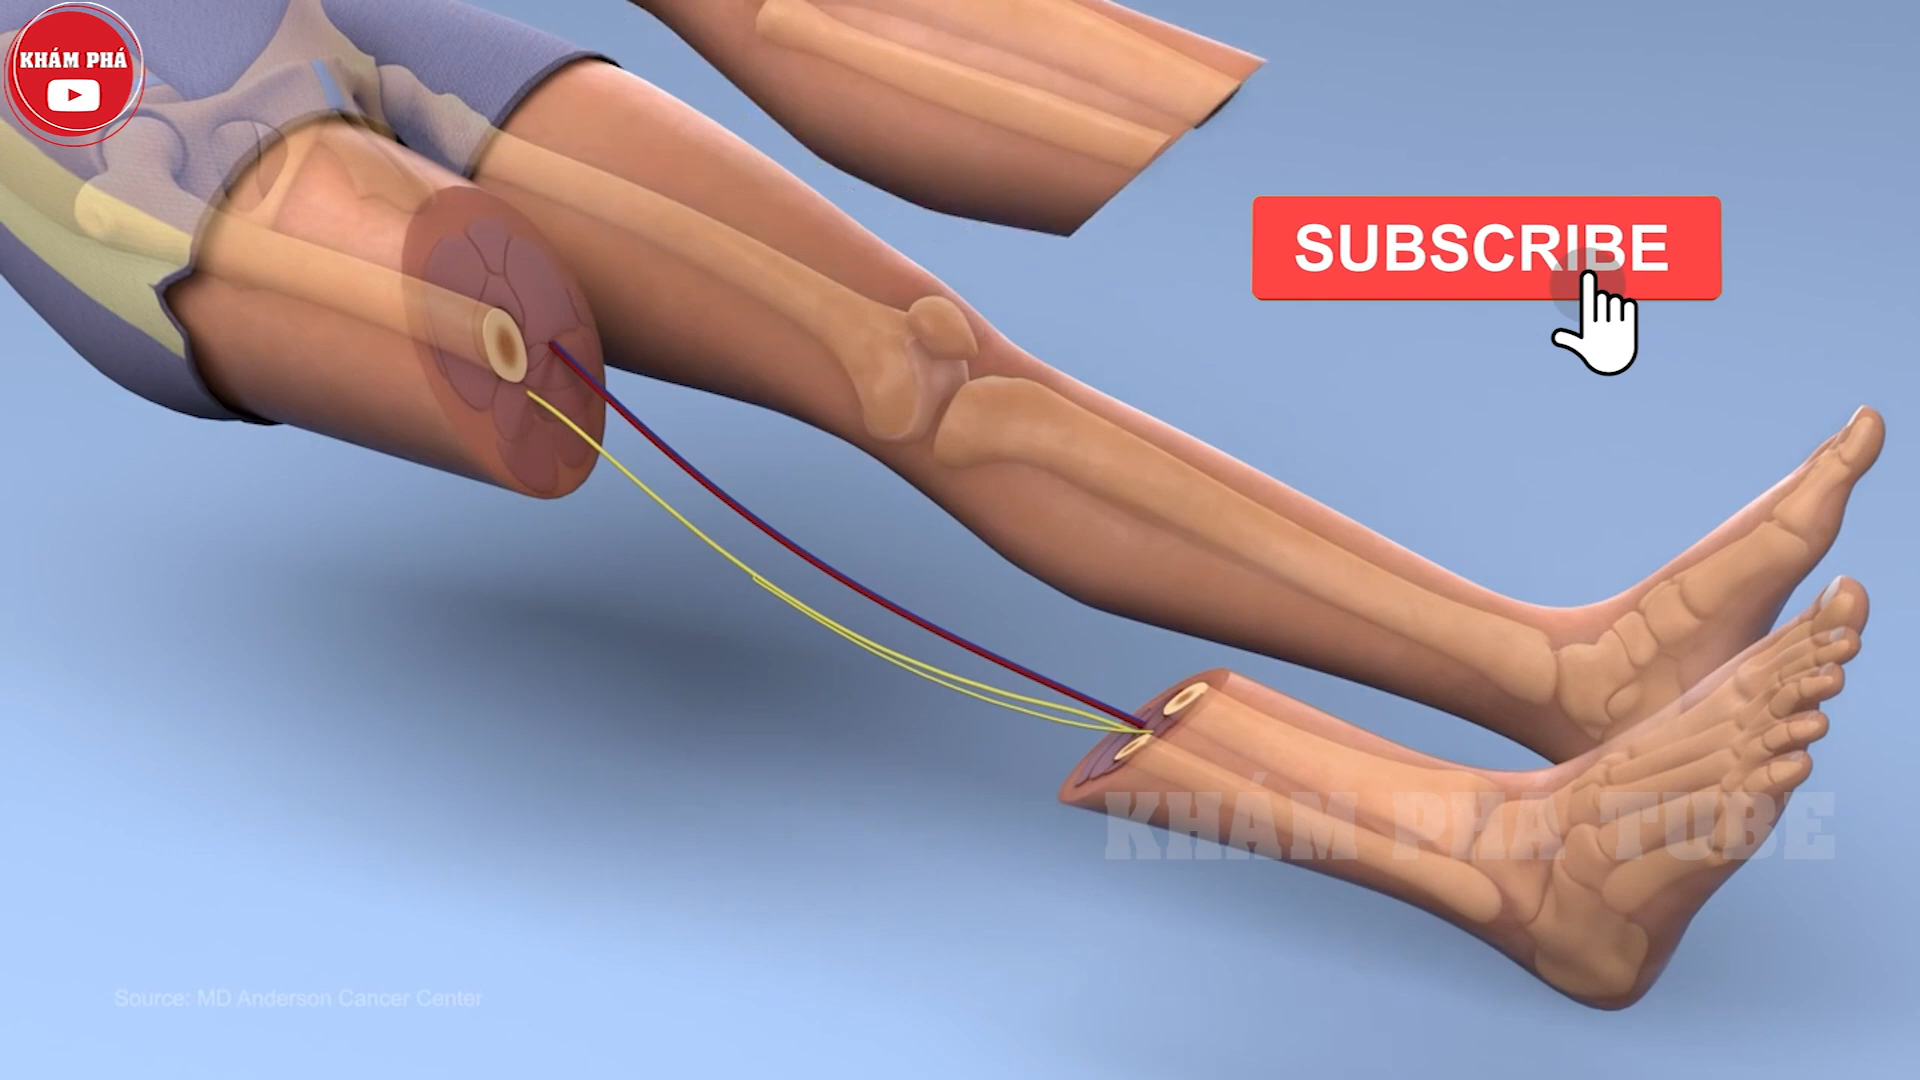 KHÁM PHÁ
SUBSCRIBE
KHÁM PHÁ TUBE
Source: MD Anderson Cancer Center